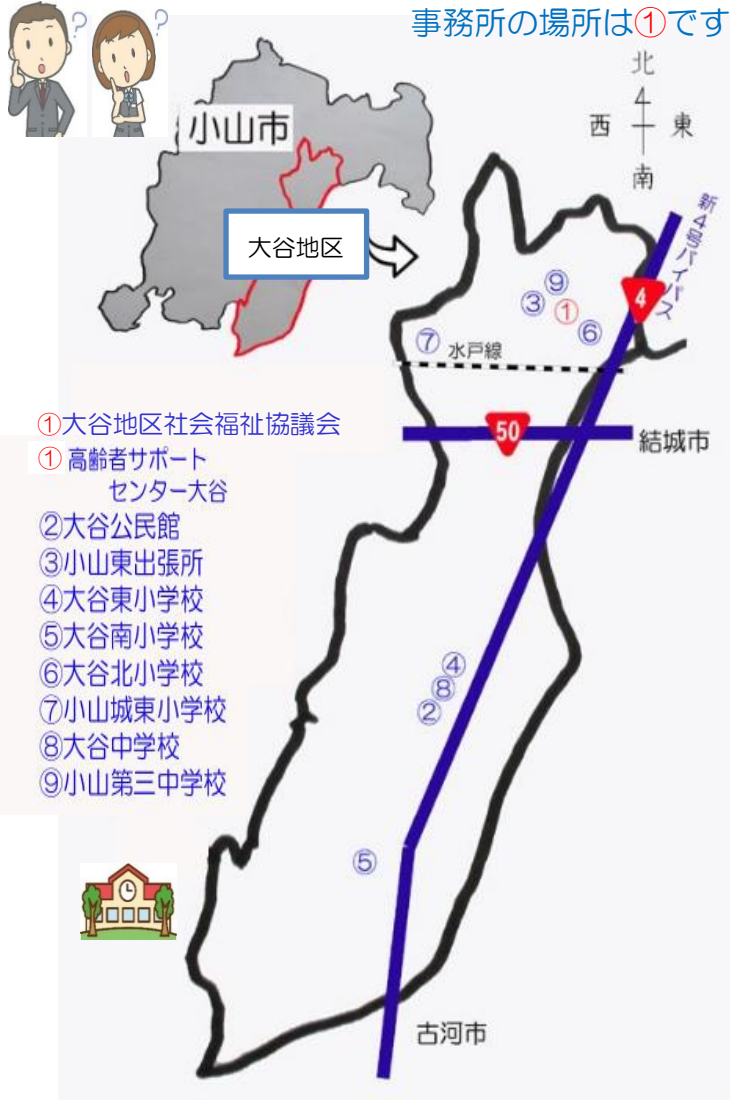 事務所の場所は①です
?
?
小山市
北
西
東
南
大谷地区
新4号バイパス
4
⑨
③
①
⑥
⑦
水戸線
50
結城市
①大谷地区社会福祉協議会
①高齢者サポート
センター大谷
②大谷公民館
③小山東出張所
④大谷東小学校
⑤大谷南小学校
⑥大谷北小学校
⑦小山城東小学校
⑧大谷中学校
⑨小山第三中学校
④
⑧
②
⑤
古河市